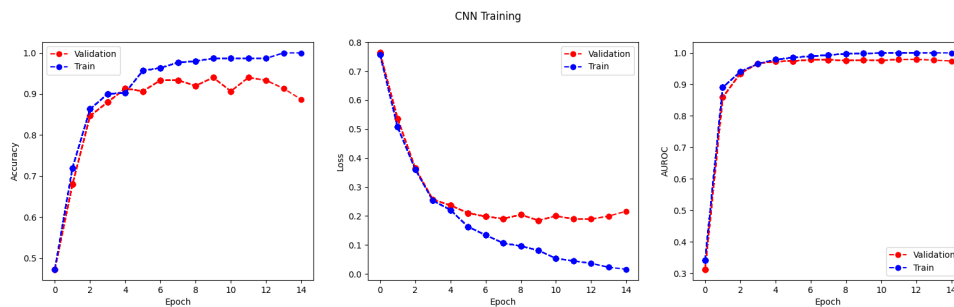 CNN Training
Validation
Train
1.0
0.9
0.8
0.7
0.6
0.5
Accuracy
0 2 4 6 8 10 12 14
Epoch
Validation
Train
0.8
0.7
0.6
0.5
0.4
0.3
0.2
0.1
0.0
Loss
0 2 4 6 8 10 12 14
Epoch
1.0
0.9
0.8
0.7
0.6
0.5
0.4
0.3
AUROC
Validation
Train
0 2 4 6 8 10 12 14
Epoch